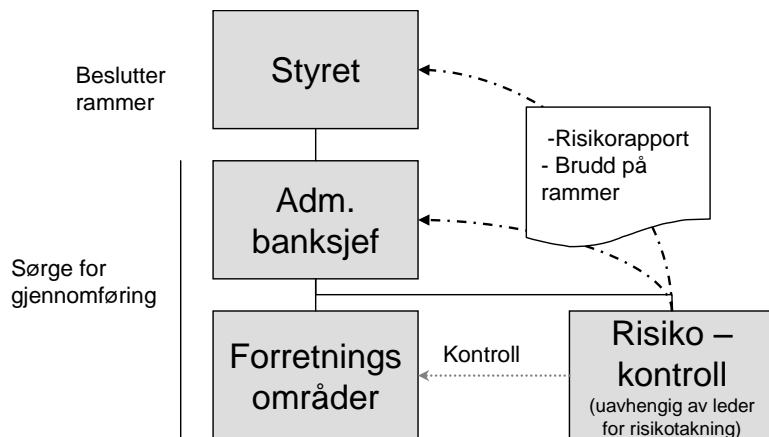 Styret
Beslutter
rammer
-Risikorapport
- Brudd på
rammer
Adm.
banksjef
Sørge for
gjennomføring
Forretnings
områder
Kontroll
Risiko –
kontroll
(uavhengig av leder
for risikotakning)